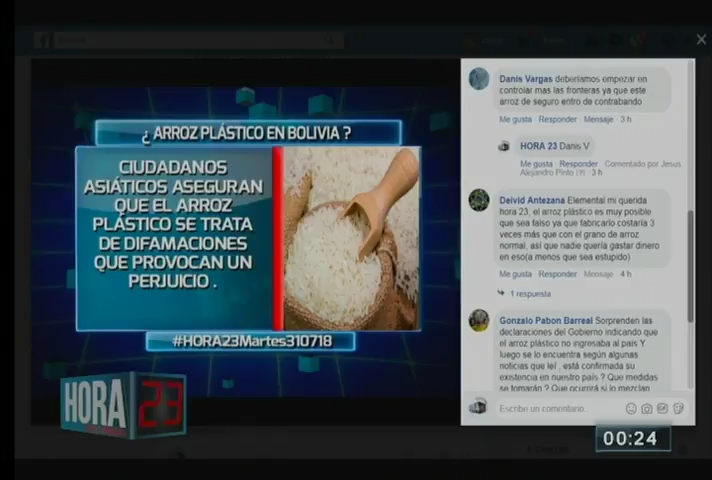 ¿ ARROZ PLÁSTICO EN BOLIVIA ?
CIUDADANOS
ASIÁTICOS ASEGURAN
QUE EL ARROZ
PLÁSTICO SE TRATA
DE DIFAMACIONES
QUE PROVOCAN UN
PERJUICIO .
#HORA23Martes310718
HORA 23
Danis Vargas deberiamos empezar en
controlar mas las fronteras ya que este
arroz de seguro entro de contrabando
Me gusta Responder Mensaje 3 h
HORA 23 Danis V
Me gusta Responder Comentado por Jesus
Alejandro Pinto [?] 3 h
Deivid Antezana Elemental mi querida
hora 23, el arroz plástico es muy posible
que sea falso ya que fabricarlo costaría 3
veces más que con el grano de arroz
normal, así que nadie quería gastar dinero
en eso(a menos que sea estupido)
Me gusta Responder Mensaje 4 h
1 respuesta
Gonzalo Pabon Barreal Sorprenden las
declaraciones del Gobierno indicando que
el arroz plástico no ingresaba al país Y
luego se lo encuentra según algunas
noticias que leí , está confirmada su
existencia en nuestro país ? Que medidas
se tomarán ? Que ocurrirá si lo mezclan
Escribe un comentario...
00:24